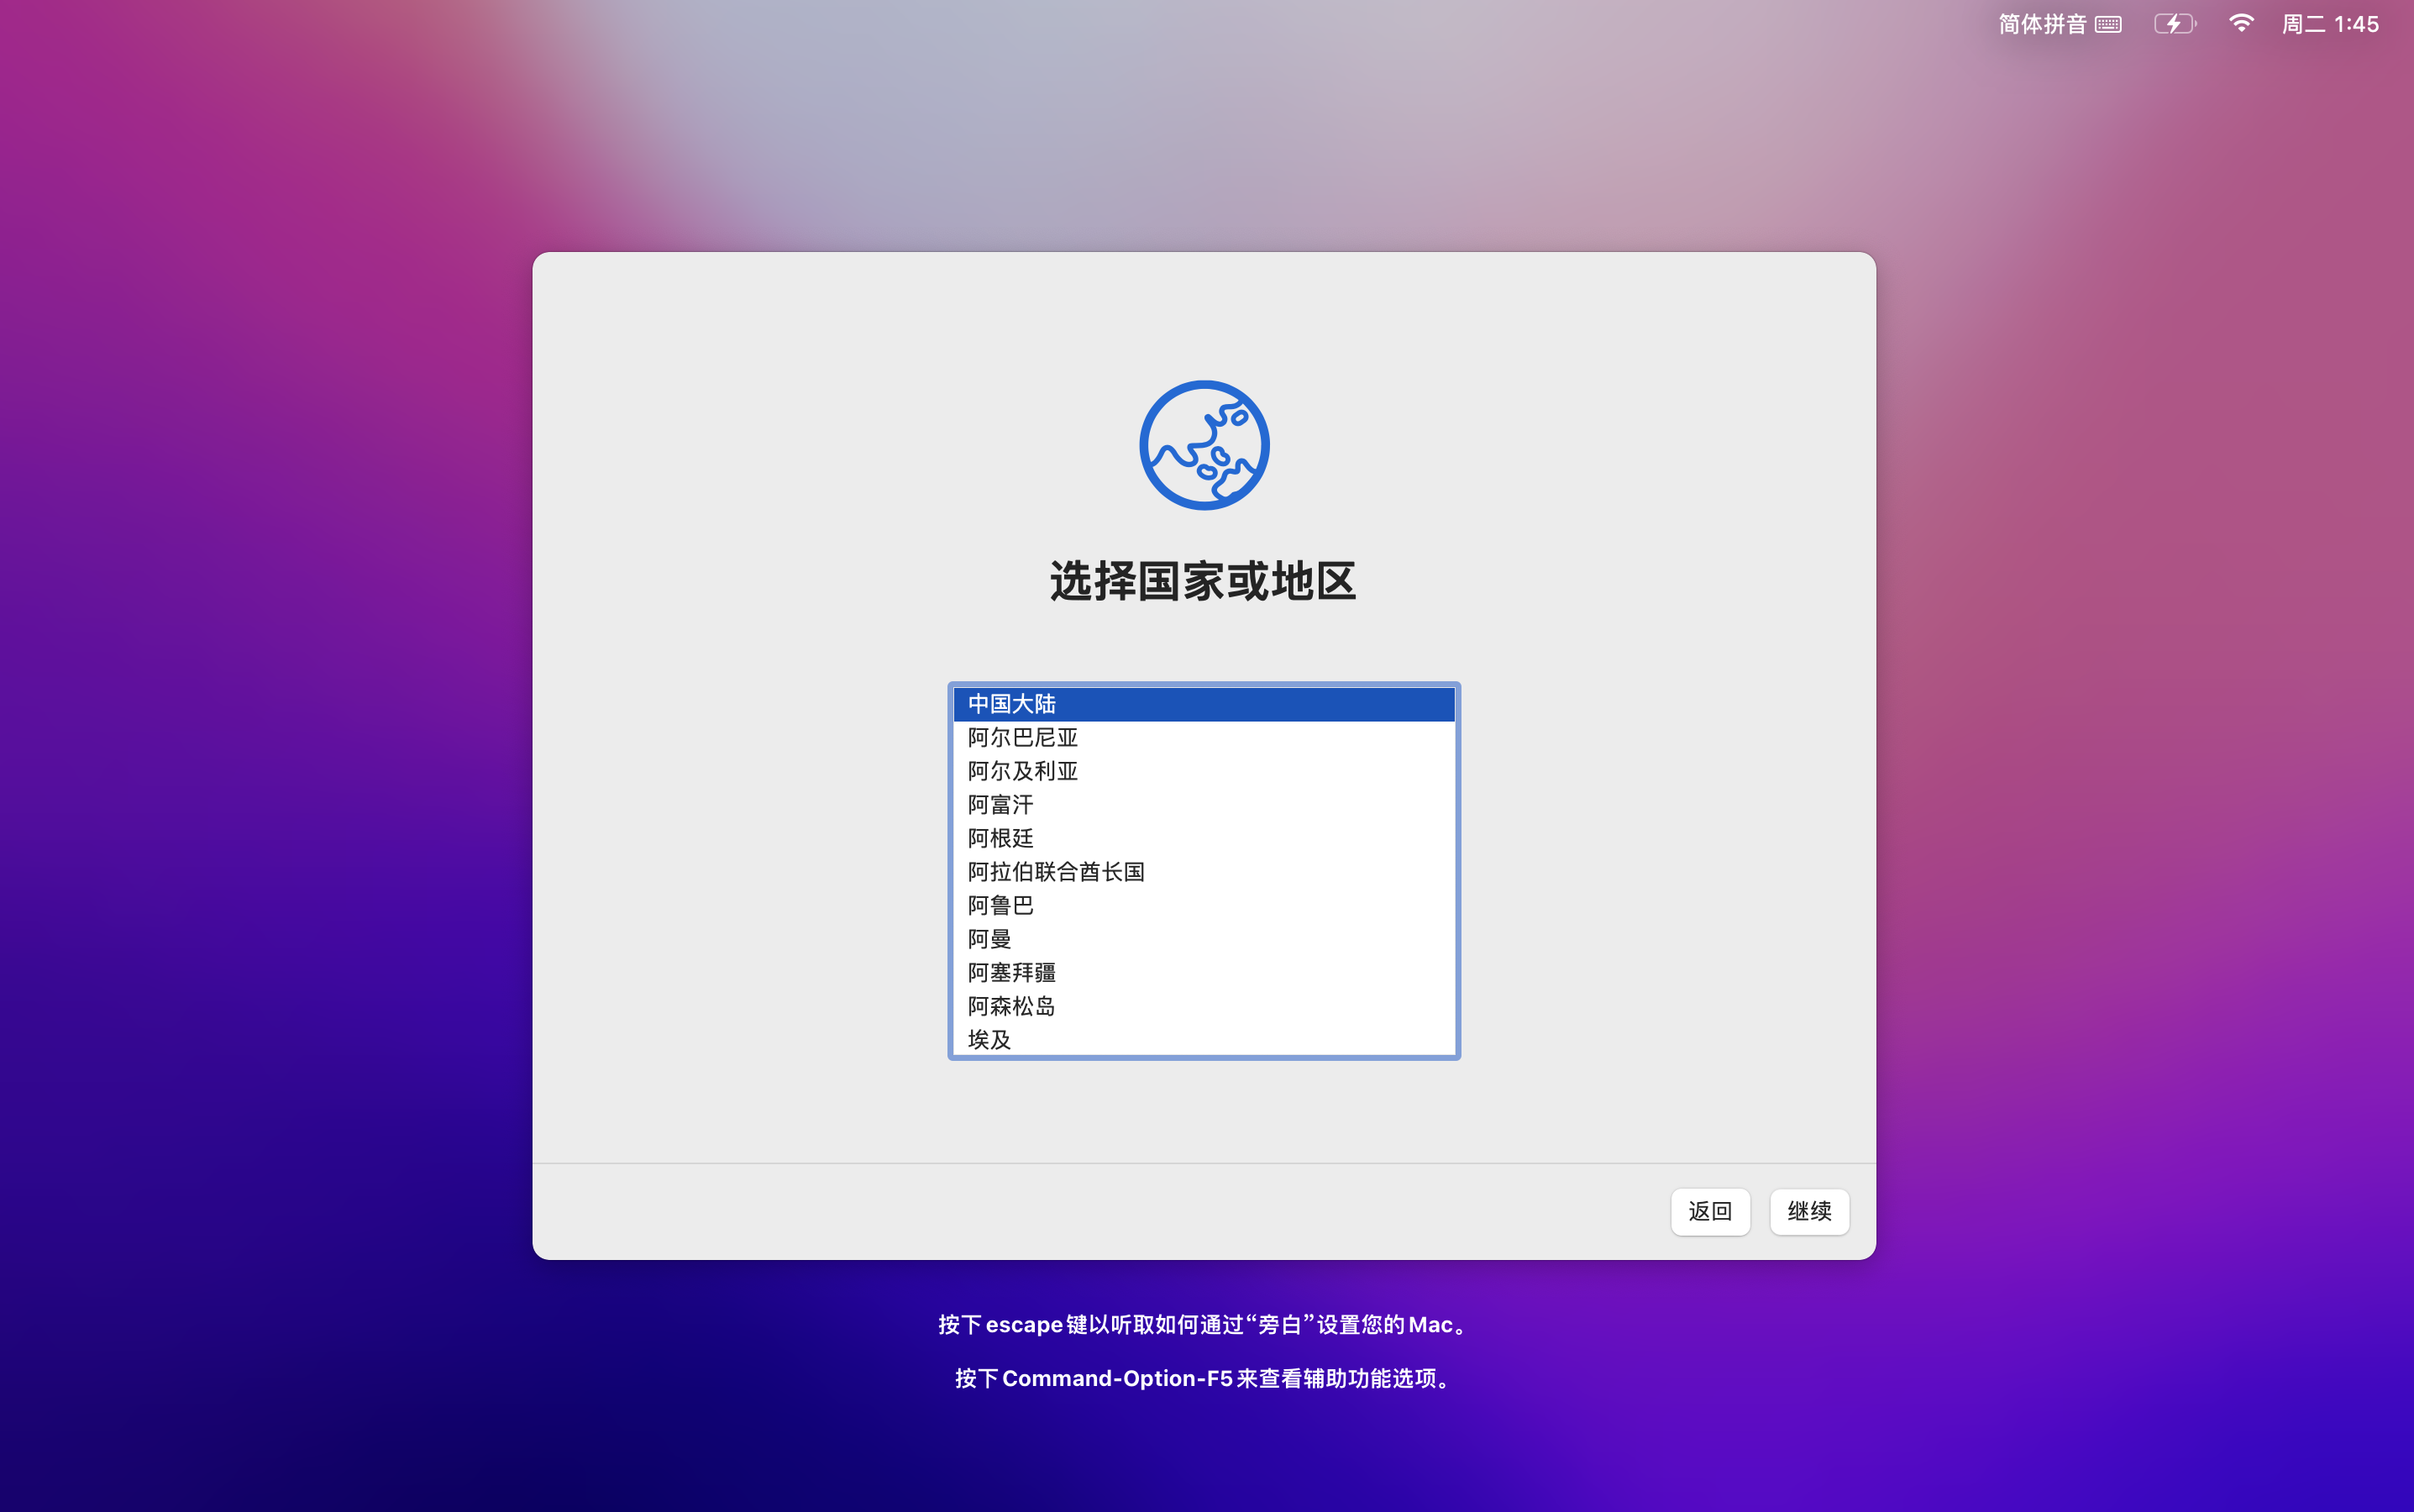 简体拼音 周二 1:45
选择国家或地区
中国大陆
阿尔巴尼亚
阿尔及利亚
阿富汗
阿根廷
阿拉伯联合酋长国
阿鲁巴
阿曼
阿塞拜疆
阿森松岛
埃及
返回 继续
按下 escape 键以听取如何通过“旁白”设置您的 Mac。
按下 Command-Option-F5 来查看辅助功能选项。